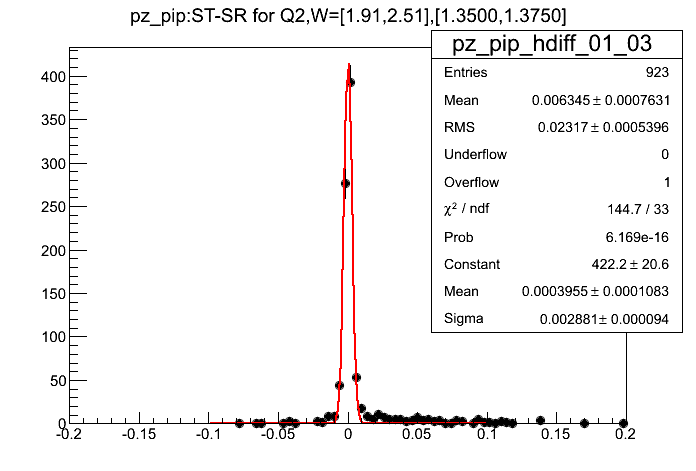 pz_pip:ST-SR for Q2,W=[1.91,2.51],[1.3500,1.3750]
pz_pip_hdiff_01_03
Entries 923
Mean 0.006345 ± 0.0007631
RMS 0.02317 ± 0.0005396
Underflow 0
Overflow 1
χ² / ndf 144.7 / 33
Prob 6.169e-16
Constant 422.2 ± 20.6
Mean 0.0003955 ± 0.0001083
Sigma 0.002881 ± 0.000094
400
350
300
250
200
150
100
50
0
-0.2 -0.15 -0.1 -0.05 0 0.05 0.1 0.15 0.2